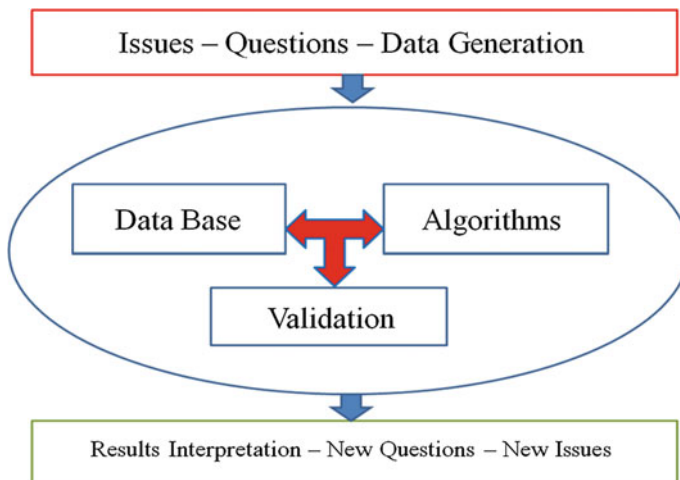 Issues – Questions – Data Generation
Data Base
Algorithms
Validation
Results Interpretation – New Questions – New Issues